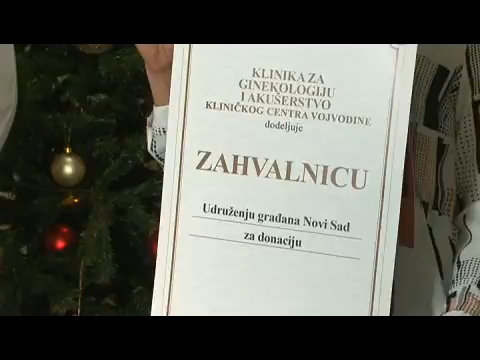 KLINIKA ZA
GINEKOLOGIJU
I AKUŠERSTVO
KLINIČKOG CENTRA VOJVODINE
dodeljuje
ZAHVALNICU
Udruženju građana Novi Sad
za donaciju